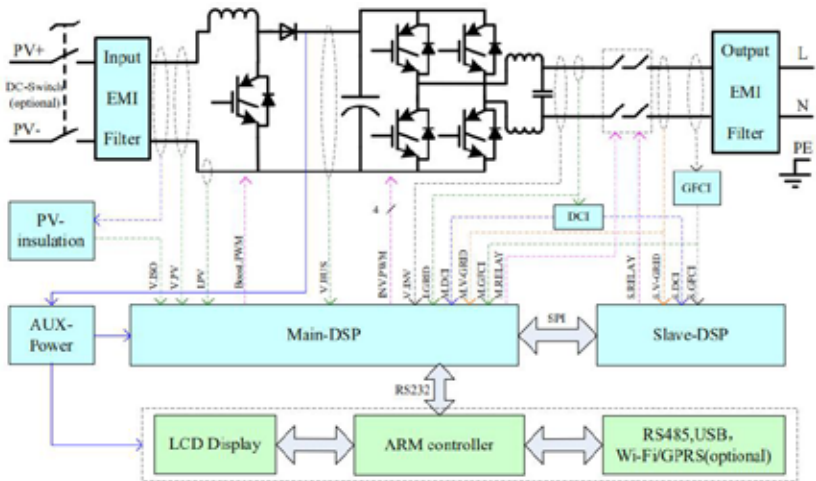 PV+
DC-Switch
(optional)
PV-
Input
EMI
Filter
Output
EMI
Filter
L
N
PE
GFCI
DCI
PV-
insulation
4
V.ISO
V.PV
I.PV
Boost.PWM
V.BUS
INV.PWM
V.INV
I.GRID
M.DCI
M.V-GRID
M.GFCI
M.RELAY
S.RELAY
S.V-GRID
S.DCI
S.GFCI
AUX-
Power
Main-DSP
SPI
Slave-DSP
RS232
LCD Display
ARM controller
RS485,USB,
Wi-Fi/GPRS(optional)